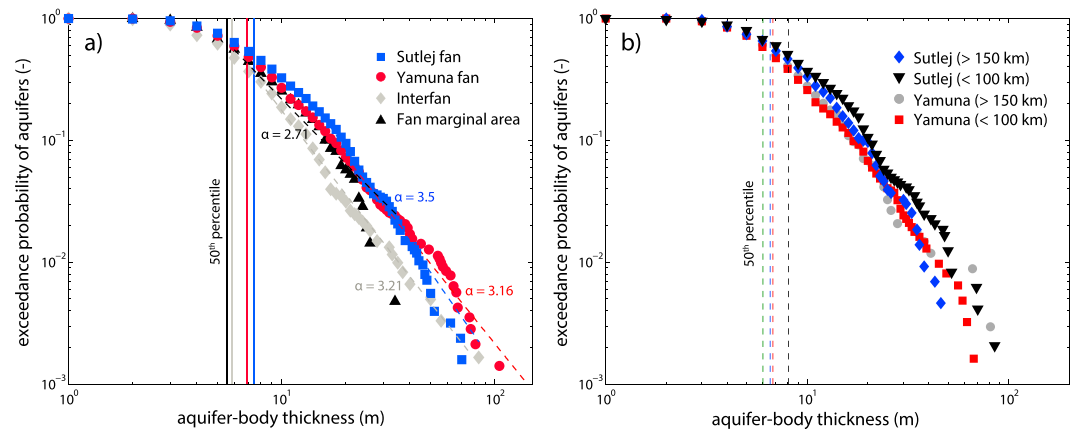 a)
Sutlej fan
Yamuna fan
Interfan
Fan marginal area
α = 2.71
α = 3.5
α = 3.21
α = 3.16
50th percentile
exceedance probability of aquifers (-)
10^0
10^-1
10^-2
10^-3
10^0
10^1
10^2
aquifer-body thickness (m)
b)
Sutlej (> 150 km)
Sutlej (< 100 km)
Yamuna (> 150 km)
Yamuna (< 100 km)
50th percentile
exceedance probability of aquifers (-)
10^0
10^-1
10^-2
10^-3
10^0
10^1
10^2
aquifer-body thickness (m)